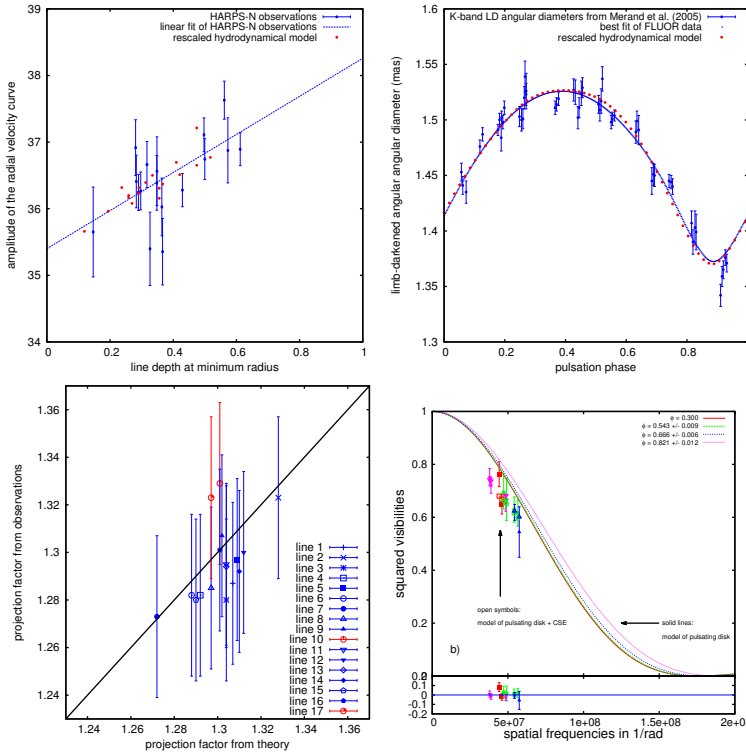 HARPS-N observations
linear fit of HARPS-N observations
rescaled hydrodynamical model
amplitude of the radial velocity curve
39
38
37
36
35
34
0
0.2
0.4
0.6
0.8
1
line depth at minimum radius
K-band LD angular diameters from Merand et al. (2005)
best fit of FLUOR data
rescaled hydrodynamical model
limb-darkened angular angular diameter (mas)
1.6
1.55
1.5
1.45
1.4
1.35
1.3
0
0.2
0.4
0.6
0.8
1
pulsation phase
projection factor from observations
1.36
1.34
1.32
1.3
1.28
1.26
1.24
line 1
line 2
line 3
line 4
line 5
line 6
line 7
line 8
line 9
line 10
line 11
line 12
line 13
line 14
line 15
line 16
line 17
1.24
1.26
1.28
1.3
1.32
1.34
1.36
projection factor from theory
squared visibilities
1
0.8
0.6
0.4
0.2
0
ϕ = 0.300
ϕ = 0.543 +/- 0.009
ϕ = 0.666 +/- 0.006
ϕ = 0.821 +/- 0.012
open symbols:
model of pulsating disk + CSE
solid lines:
model of pulsating disk
b)
0.1
0
-0.1
-0.2
0
5e+07
1e+08
1.5e+08
2e+08
spatial frequencies in 1/rad